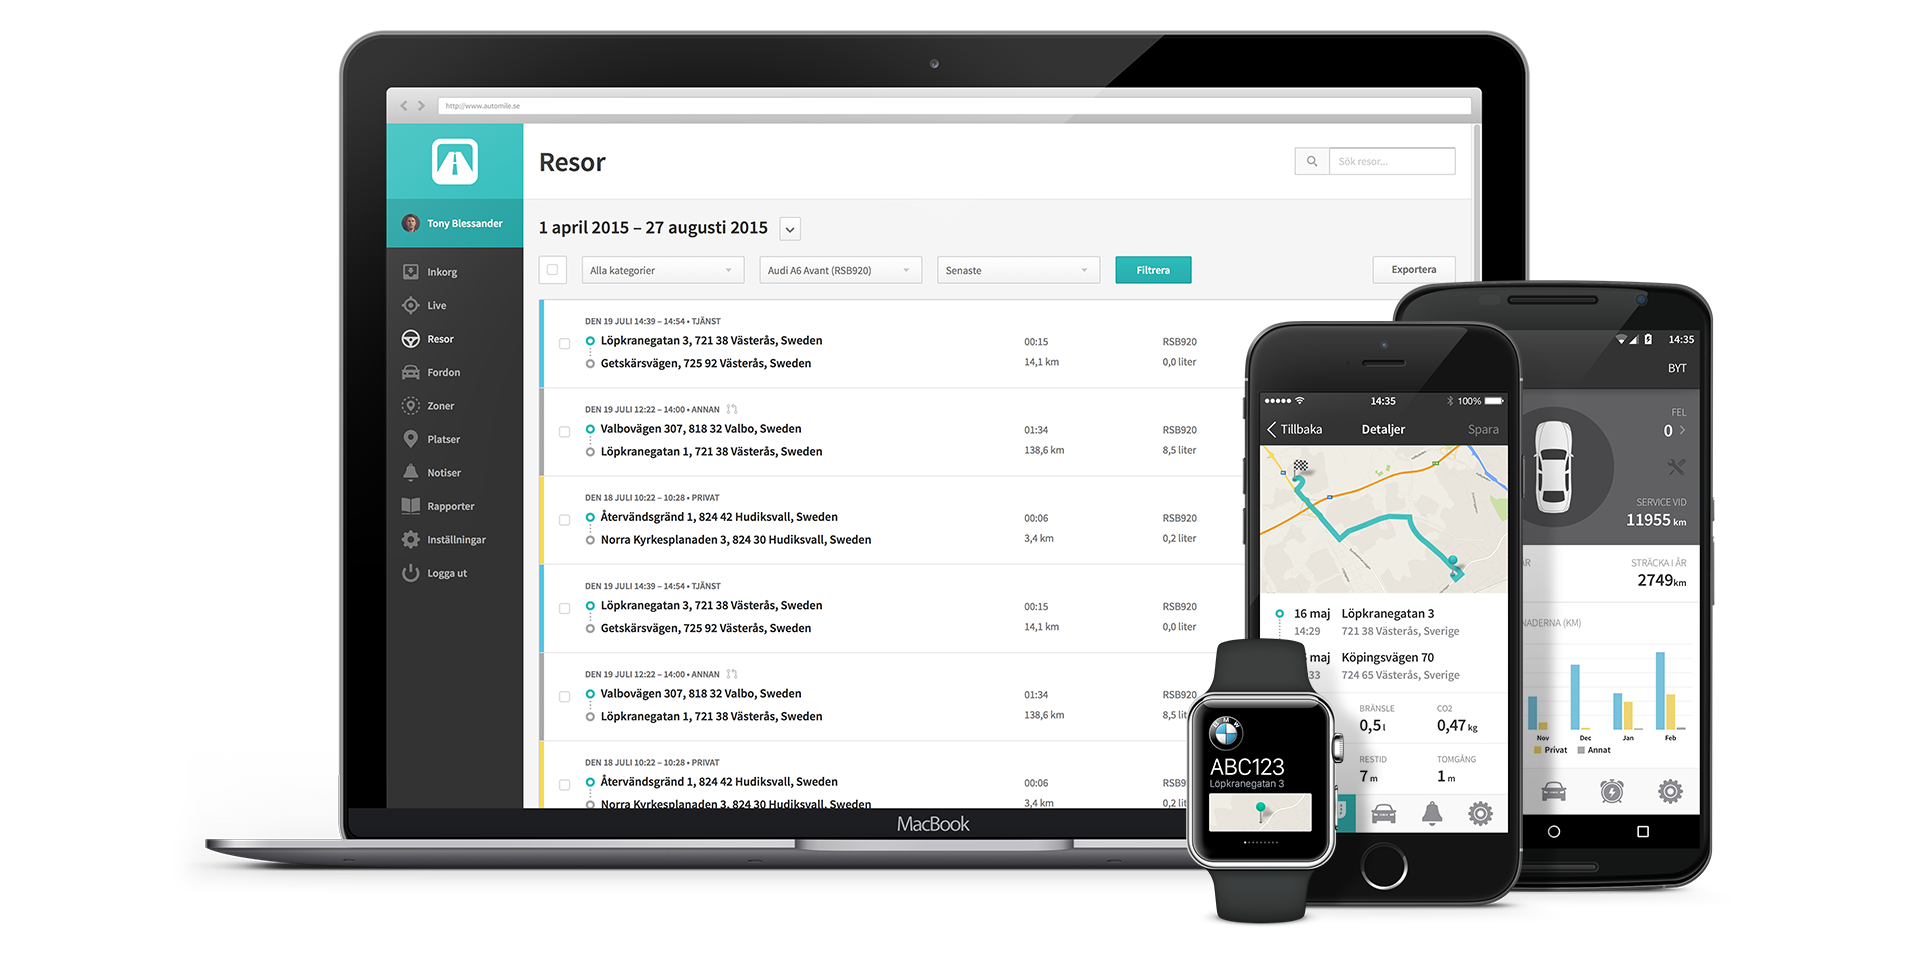 http://www.automile.se
Resor
Sök resor...
Tony Blessander
1 april 2015 – 27 augusti 2015
Alla kategorier
Audi A6 Avant (RSB920)
Senaste
Filtrera
Exportera
Inkorg
Live
Resor
Fordon
Zoner
Platser
Notiser
Rapporter
Inställningar
Logga ut
DEN 19 JULI 14:39 – 14:54 • TJÄNST
Löpkranegatan 3, 721 38 Västerås, Sweden 00:15 RSB920
Getskärsvägen, 725 92 Västerås, Sweden 14,1 km 0,0 liter
DEN 19 JULI 12:22 – 14:00 • ANNAN
Valbovägen 307, 818 32 Valbo, Sweden 01:34 RSB920
Löpkranegatan 1, 721 38 Västerås, Sweden 138,6 km 8,5 liter
DEN 18 JULI 10:22 – 10:28 • PRIVAT
Återvändsgränd 1, 824 42 Hudiksvall, Sweden 00:06 RSB920
Norra Kyrkesplanaden 3, 824 30 Hudiksvall, Sweden 3,4 km 0,2 liter
DEN 19 JULI 14:39 – 14:54 • TJÄNST
Löpkranegatan 3, 721 38 Västerås, Sweden 00:15 RSB920
Getskärsvägen, 725 92 Västerås, Sweden 14,1 km 0,0 liter
DEN 19 JULI 12:22 – 14:00 • ANNAN
Valbovägen 307, 818 32 Valbo, Sweden 01:34 RSB920
Löpkranegatan 1, 721 38 Västerås, Sweden 138,6 km 8,5 lit
DEN 18 JULI 10:22 – 10:28 • PRIVAT
Återvändsgränd 1, 824 42 Hudiksvall, Sweden 00:06 RSB9
Norra Kyrkesplanaden 3, 824 30 Hudiksvall, Sweden 3,4 km 0,2 l
MacBook
14:35 100%
Tillbaka Detaljer Spara
16 maj Löpkranegatan 3
14:29 721 38 Västerås, Sverige
maj Köpingsvägen 70
33 724 65 Västerås, Sverige
BRÄNSLE CO2
0,5 l 0,47 kg
RESTID TOMGÅNG
7 m 1 m
BMW
ABC123
Löpkranegatan 3
14:35
BYT
FEL
0
SERVICE VID
11955 km
ÅR STRÄCKA I ÅR
2749 km
NADERNA (KM)
Nov Dec Jan Feb
Privat Annat